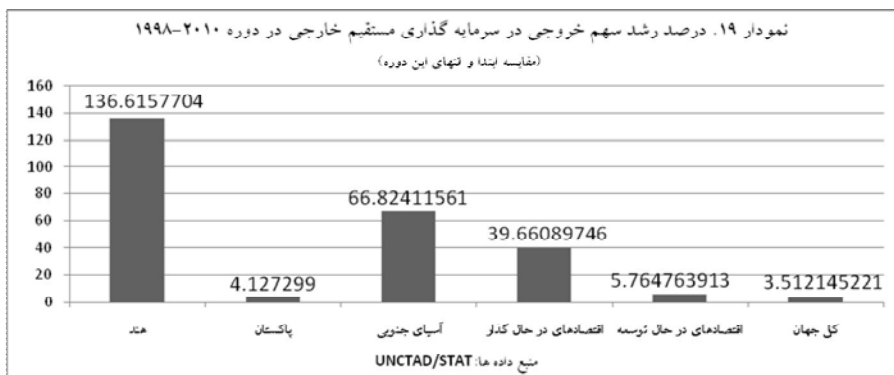 نمودار ۱۹. درصد رشد سهم خروجی در سرمایه گذاری مستقیم خارجی در دوره ۲۰۱۰-۱۹۹۸
(مقایسه ابتدا و انتهای این دوره)
160
140
120
100
80
60
40
20
0
136.6157704
4.127299
66.82411561
39.66089746
5.764763913
3.512145221
هند
پاکستان
آسیای جنوبی
اقتصادهای در حال گذار
اقتصادهای در حال توسعه
کل جهان
منبع داده ها: UNCTAD/STAT